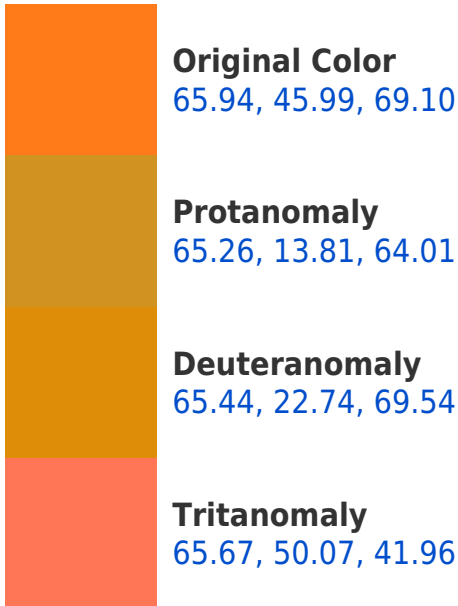 Original Color
65.94, 45.99, 69.10
Protanomaly
65.26, 13.81, 64.01
Deuteranomaly
65.44, 22.74, 69.54
Tritanomaly
65.67, 50.07, 41.96